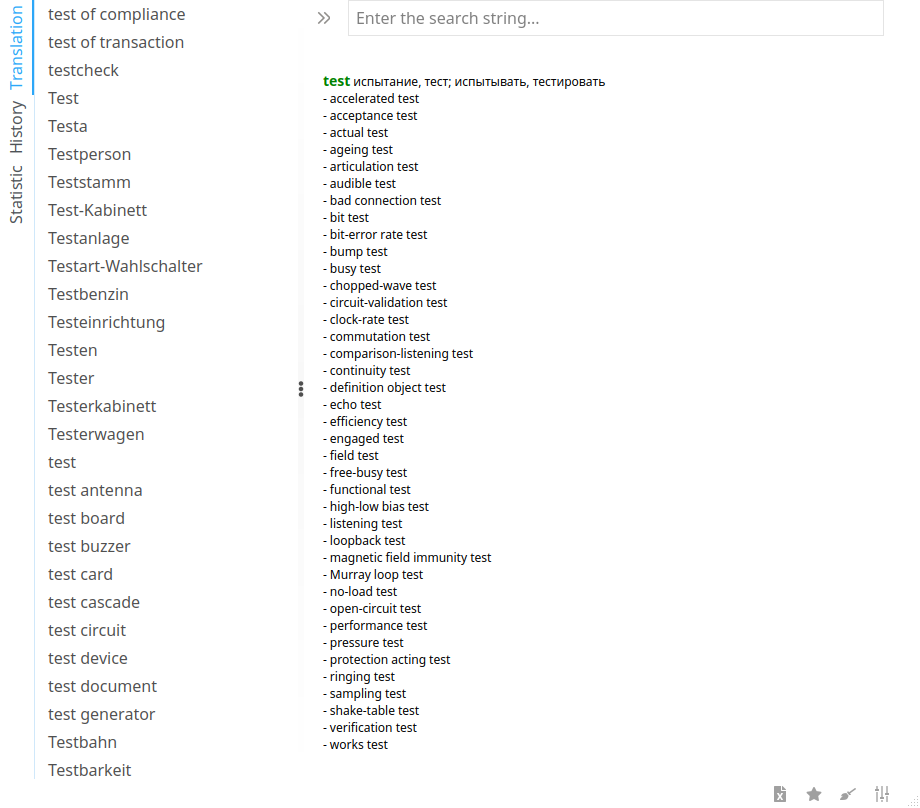 Translation
History
Statistic
test of compliance
test of transaction
testcheck
Test
Testa
Testperson
Teststamm
Test-Kabinett
Testanlage
Testart-Wahlschalter
Testbenzin
Testeinrichtung
Testen
Tester
Testerkabinett
Testerwagen
test
test antenna
test board
test buzzer
test card
test cascade
test circuit
test device
test document
test generator
Testbahn
Testbarkeit
Enter the search string...
test испытание, тест; испытывать, тестировать
- accelerated test
- acceptance test
- actual test
- ageing test
- articulation test
- audible test
- bad connection test
- bit test
- bit-error rate test
- bump test
- busy test
- chopped-wave test
- circuit-validation test
- clock-rate test
- commutation test
- comparison-listening test
- continuity test
- definition object test
- echo test
- efficiency test
- engaged test
- field test
- free-busy test
- functional test
- high-low bias test
- listening test
- loopback test
- magnetic field immunity test
- Murray loop test
- no-load test
- open-circuit test
- performance test
- pressure test
- protection acting test
- ringing test
- sampling test
- shake-table test
- verification test
- works test